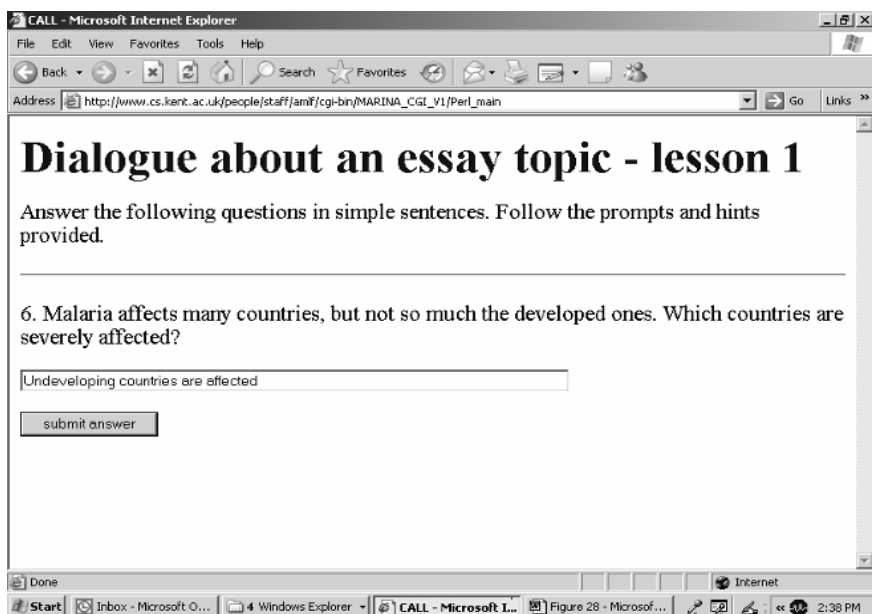 CALL - Microsoft Internet Explorer
File Edit View Favorites Tools Help
Back Search Favorites
Address http://www.cs.kent.ac.uk/people/staff/amlf/cgi-bin/MARINA_CGI_V1/Perl_main Go Links »
Dialogue about an essay topic - lesson 1
Answer the following questions in simple sentences. Follow the prompts and hints
provided.
6. Malaria affects many countries, but not so much the developed ones. Which countries are
severely affected?
Undeveloping countries are affected
submit answer
Done Internet
Start Inbox - Microsoft O... 4 Windows Explorer CALL - Microsoft I... Figure 28 - Microsof... « 2:38 PM